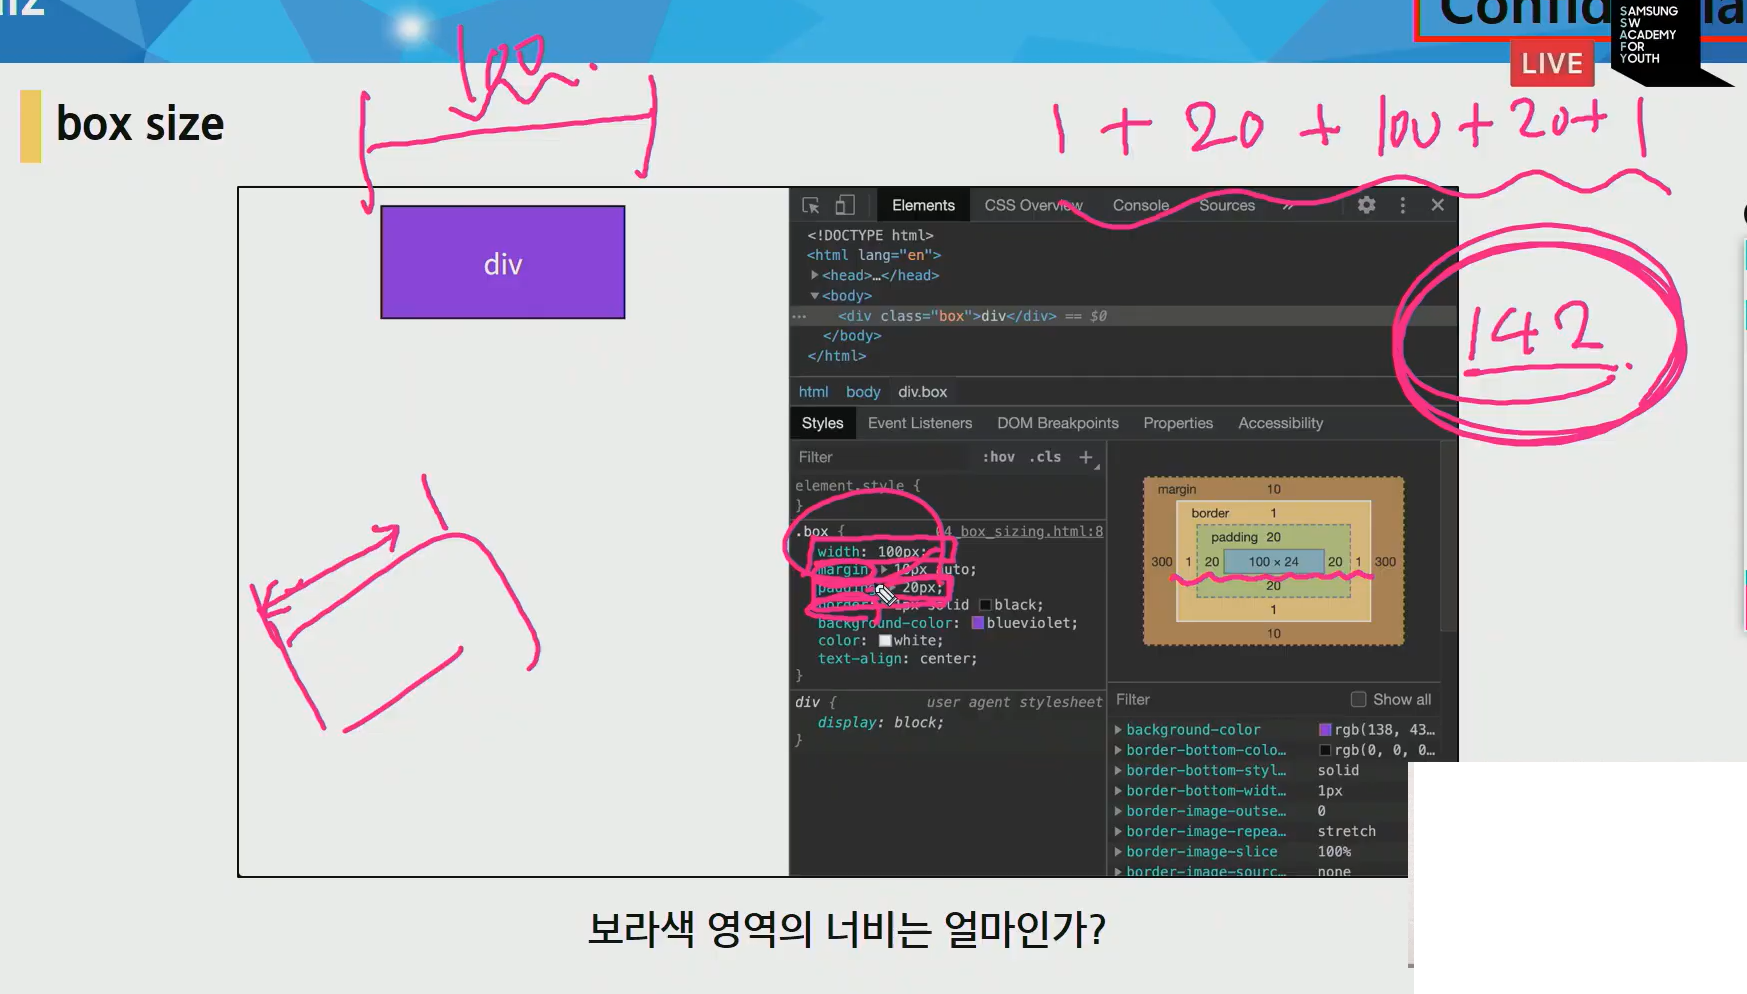 SAMSUNG
SW
ACADEMY
FOR
YOUTH
LIVE
box size
100
1 + 20 + 100 + 20 + 1
142
div
Elements CSS Overview Console Sources »
<!DOCTYPE html>
<html lang="en">
<head>…</head>
<body>
<div class="box">div</div> == $0
</body>
</html>
html body div.box
Styles Event Listeners DOM Breakpoints Properties Accessibility
Filter :hov .cls +
element.style {
}
.box { 04_box_sizing.html:8
width: 100px;
margin: 10px auto;
padding: 20px;
border: 1px solid black;
background-color: blueviolet;
color: white;
text-align: center;
}
div { user agent stylesheet
display: block;
}
margin 10
border 1
padding 20
300 1 20 100 × 24 20 1 300
20
1
10
Filter Show all
background-color rgb(138, 43…
border-bottom-colo… rgb(0, 0, 0…
border-bottom-styl… solid
border-bottom-widt… 1px
border-image-outse… 0
border-image-repea… stretch
border-image-slice 100%
border-image-sourc… none
보라색 영역의 너비는 얼마인가?